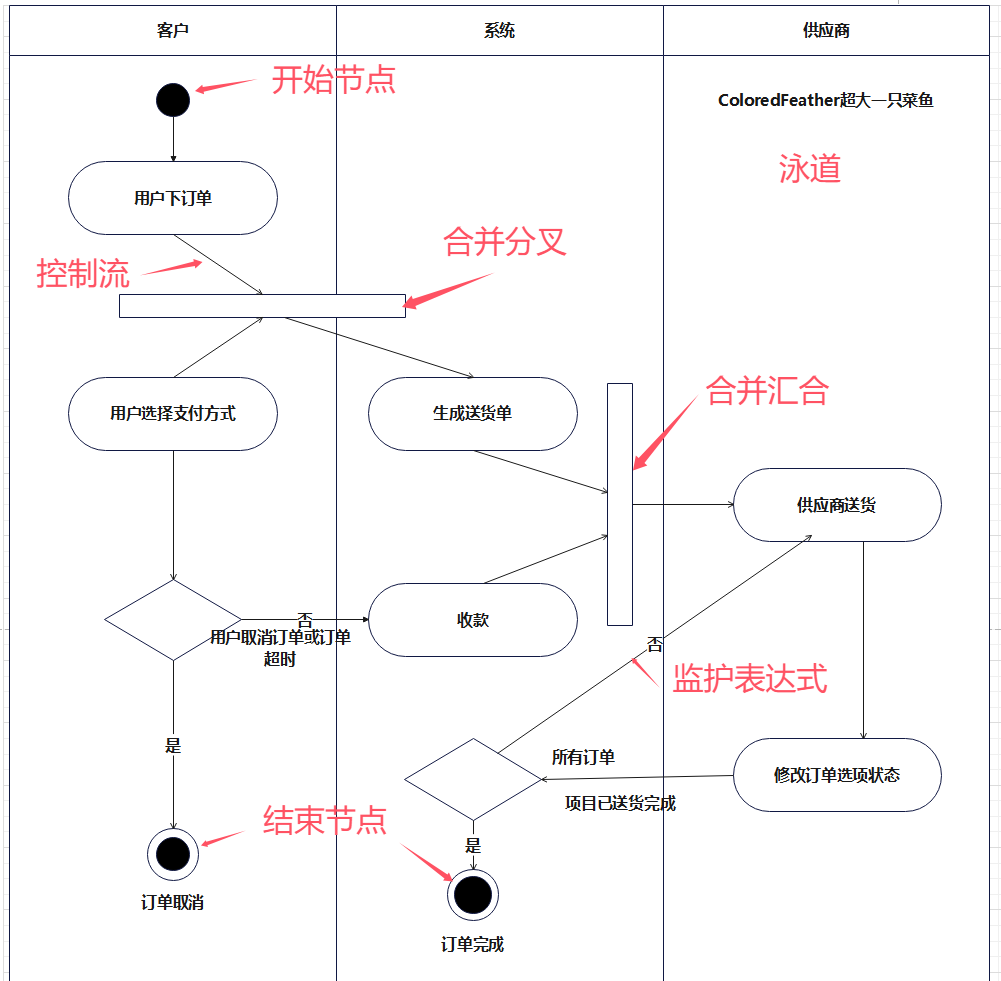 客户
系统
供应商
开始节点
ColoredFeather超大一只菜鱼
泳道
用户下订单
合并分叉
控制流
合并汇合
用户选择支付方式
生成送货单
供应商送货
否
用户取消订单或订单
超时
收款
否
监护表达式
是
所有订单
修改订单选项状态
项目已送货完成
结束节点
是
订单取消
订单完成